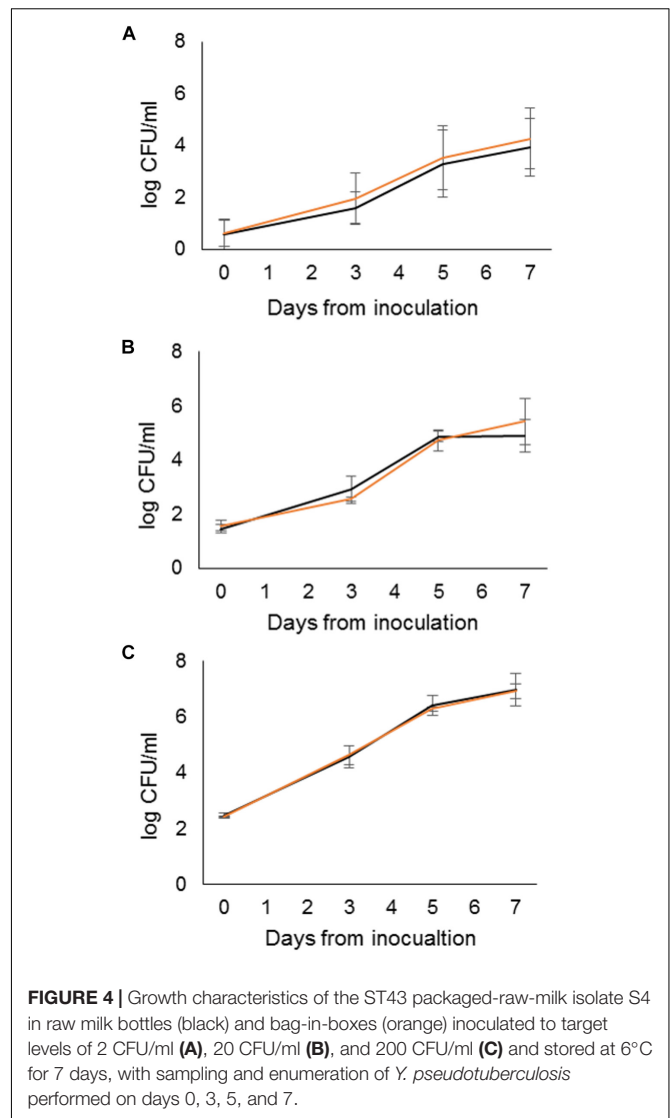 A
8
6
4
2
0
log CFU/ml
0 1 2 3 4 5 6 7
Days from inoculation
B
8
6
4
2
0
log CFU/ml
0 1 2 3 4 5 6 7
Days from inoculation
C
8
6
4
2
0
log CFU/ml
0 1 2 3 4 5 6 7
Days from inocualtion
FIGURE 4 | Growth characteristics of the ST43 packaged-raw-milk isolate S4
in raw milk bottles (black) and bag-in-boxes (orange) inoculated to target
levels of 2 CFU/ml (A), 20 CFU/ml (B), and 200 CFU/ml (C) and stored at 6°C
for 7 days, with sampling and enumeration of Y. pseudotuberculosis
performed on days 0, 3, 5, and 7.